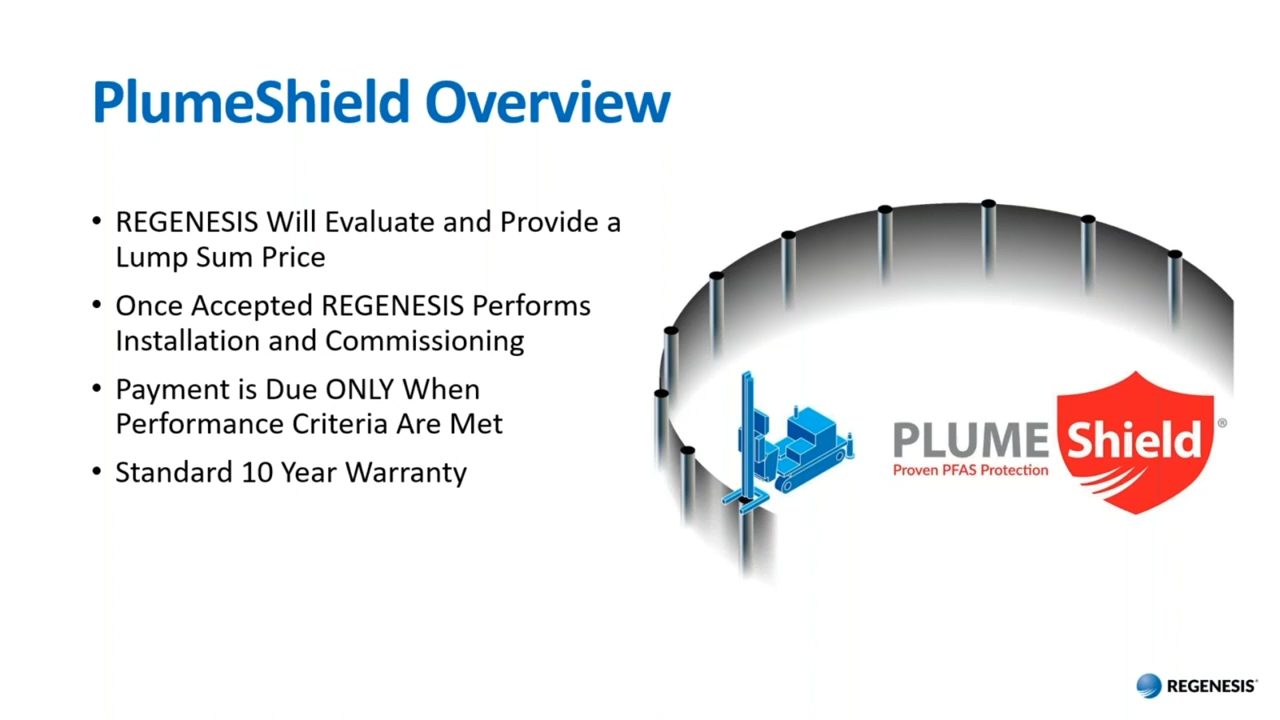 PlumeShield Overview
• REGENESIS Will Evaluate and Provide a
Lump Sum Price
• Once Accepted REGENESIS Performs
Installation and Commissioning
• Payment is Due ONLY When
Performance Criteria Are Met
• Standard 10 Year Warranty
PLUME Shield®
Proven PFAS Protection
REGENESIS®